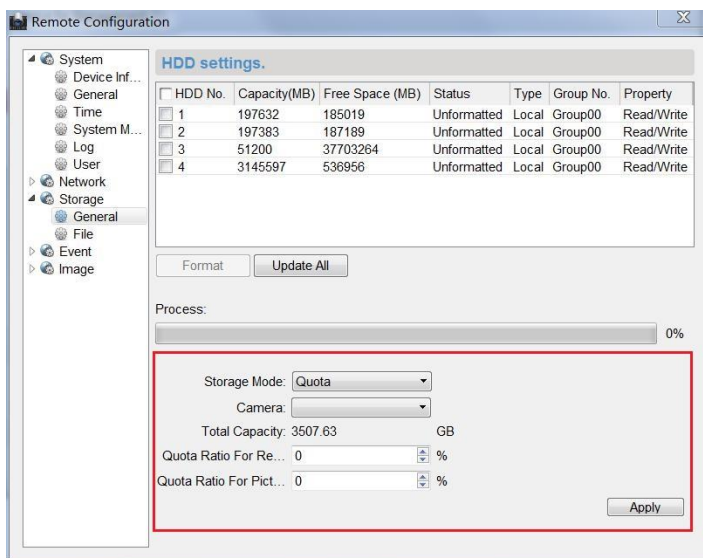 Remote Configuration
System
Device Inf...
General
Time
System M...
Log
User
Network
Storage
General
File
Event
Image
HDD settings.
HDD No. Capacity(MB) Free Space (MB) Status Type Group No. Property
1 197632 185019 Unformatted Local Group00 Read/Write
2 197383 187189 Unformatted Local Group00 Read/Write
3 51200 37703264 Unformatted Local Group00 Read/Write
4 3145597 536956 Unformatted Local Group00 Read/Write
Format Update All
Process:
0%
Storage Mode: Quota
Camera:
Total Capacity: 3507.63 GB
Quota Ratio For Re... 0 %
Quota Ratio For Pict... 0 %
Apply